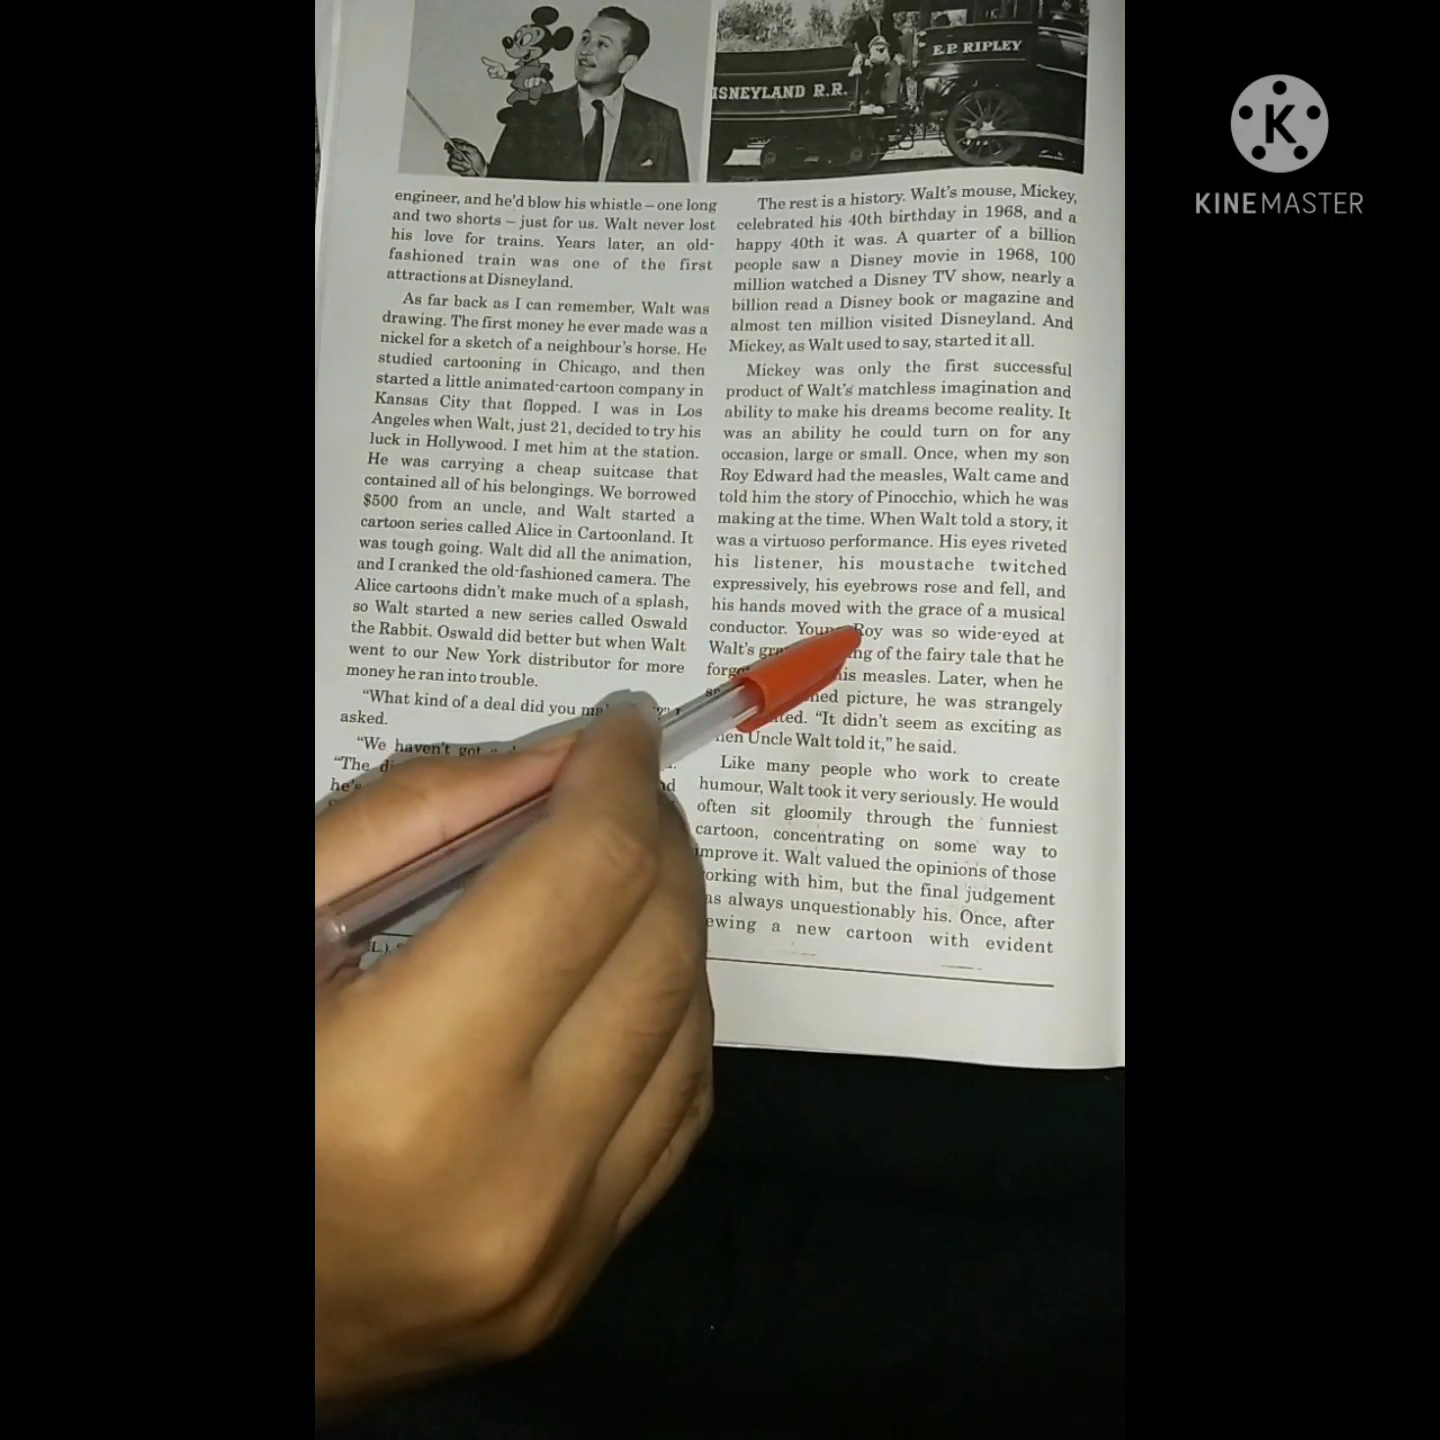 ISNEYLAND R.R.
E.P. RIPLEY
K
KINEMASTER
engineer, and he'd blow his whistle – one long
and two shorts – just for us. Walt never lost
his love for trains. Years later, an old-
fashioned train was one of the first
attractions at Disneyland.
As far back as I can remember, Walt was
drawing. The first money he ever made was a
nickel for a sketch of a neighbour's horse. He
studied cartooning in Chicago, and then
started a little animated-cartoon company in
Kansas City that flopped. I was in Los
Angeles when Walt, just 21, decided to try his
luck in Hollywood. I met him at the station.
He was carrying a cheap suitcase that
contained all of his belongings. We borrowed
$500 from an uncle, and Walt started a
cartoon series called Alice in Cartoonland. It
was tough going. Walt did all the animation,
and I cranked the old-fashioned camera. The
Alice cartoons didn't make much of a splash,
so Walt started a new series called Oswald
the Rabbit. Oswald did better but when Walt
went to our New York distributor for more
money he ran into trouble.
"What kind of a deal did you
asked.
"We haven't got
"The
he's
The rest is a history. Walt's mouse, Mickey,
celebrated his 40th birthday in 1968, and a
happy 40th it was. A quarter of a billion
people saw a Disney movie in 1968, 100
million watched a Disney TV show, nearly a
billion read a Disney book or magazine and
almost ten million visited Disneyland. And
Mickey, as Walt used to say, started it all.
Mickey was only the first successful
product of Walt's matchless imagination and
ability to make his dreams become reality. It
was an ability he could turn on for any
occasion, large or small. Once, when my son
Roy Edward had the measles, Walt came and
told him the story of Pinocchio, which he was
making at the time. When Walt told a story, it
was a virtuoso performance. His eyes riveted
his listener, his moustache twitched
expressively, his eyebrows rose and fell, and
his hands moved with the grace of a musical
conductor. Young Roy was so wide-eyed at
Walt's of the fairy tale that he
his measles. Later, when he
picture, he was strangely
"It didn't seem as exciting as
when Uncle Walt told it," he said.
Like many people who work to create
humour, Walt took it very seriously. He would
often sit gloomily through the funniest
cartoon, concentrating on some way to
improve it. Walt valued the opinions of those
working with him, but the final judgement
was always unquestionably his. Once, after
ewing a new cartoon with evident